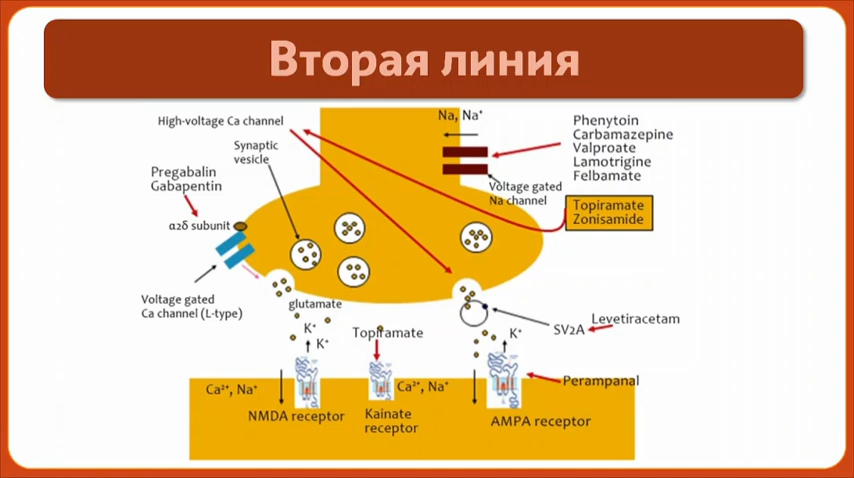 Вторая линия
High-voltage Ca channel
Na, Na⁺
Phenytoin
Carbamazepine
Valproate
Lamotrigine
Felbamate
Synaptic
vesicle
Pregabalin
Gabapentin
Voltage gated
Na channel
Topiramate
Zonisamide
α2δ subunit
Voltage gated
Ca channel (L-type)
glutamate
K⁺
K⁺
Topiramate
K⁺
SV2A
Levetiracetam
Perampanal
Ca²⁺, Na⁺
Ca²⁺, Na⁺
NMDA receptor
Kainate
receptor
AMPA receptor